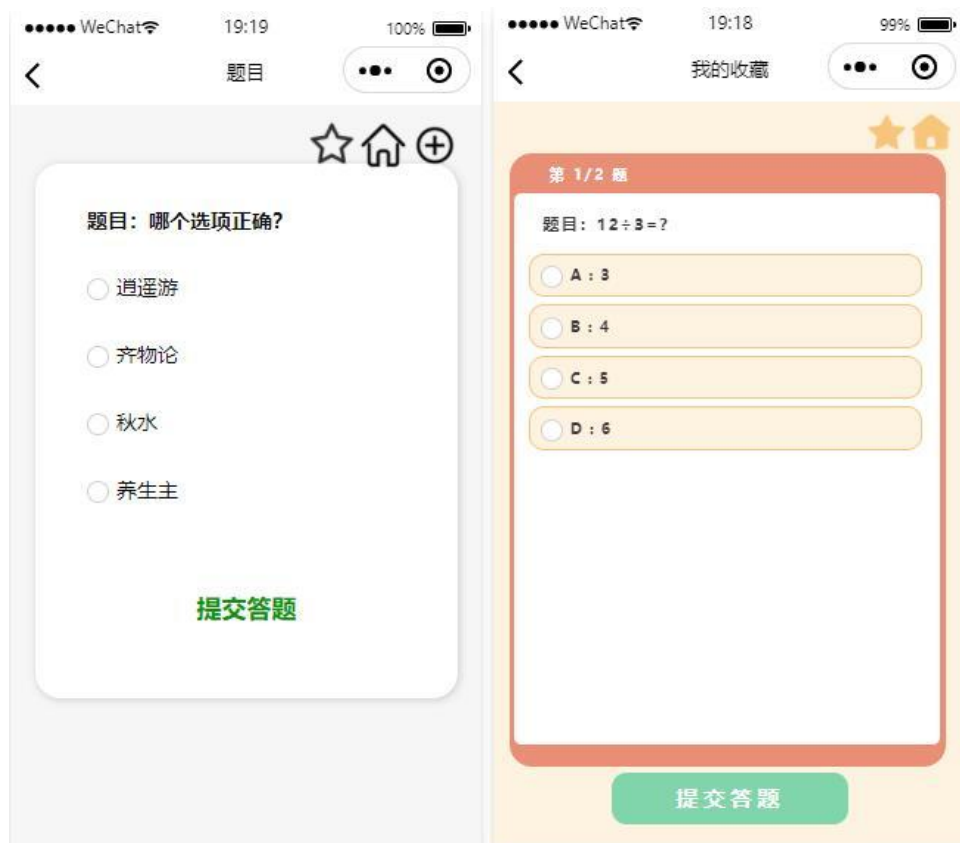 WeChat 19:19 100%
题目
题目：哪个选项正确?
逍遥游
齐物论
秋水
养生主
提交答题
WeChat 19:18 99%
我的收藏
第 1/2 题
题目：12÷3=?
A : 3
B : 4
C : 5
D : 6
提交答题